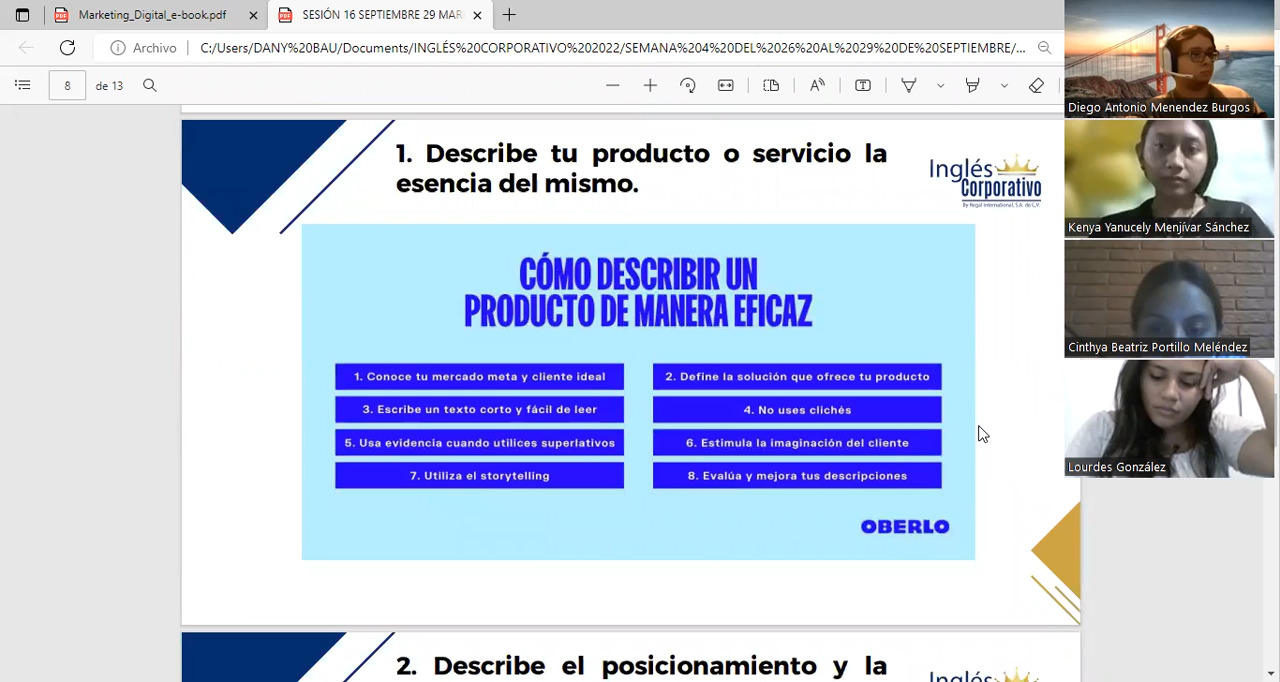 Marketing_Digital_e-book.pdf
SESIÓN 16 SEPTIEMBRE 29 MAR
Archivo
C:/Users/DANY%20BAU/Documents/INGLÉS%20CORPORATIVO%202022/SEMANA%204%20DEL%2026%20AL%2029%20DE%20SEPTIEMBRE/...
8 de 13
1. Describe tu producto o servicio la
esencia del mismo.
Inglés
Corporativo
By Regal International, S.A. de C.V.
CÓMO DESCRIBIR UN
PRODUCTO DE MANERA EFICAZ
1. Conoce tu mercado meta y cliente ideal
2. Define la solución que ofrece tu producto
3. Escribe un texto corto y fácil de leer
4. No uses clichés
5. Usa evidencia cuando utilices superlativos
6. Estimula la imaginación del cliente
7. Utiliza el storytelling
8. Evalúa y mejora tus descripciones
OBERLO
2. Describe el posicionamiento y la
Inglés
Diego Antonio Menendez Burgos
Kenya Yanucely Menjívar Sánchez
Cinthya Beatriz Portillo Meléndez
Lourdes González